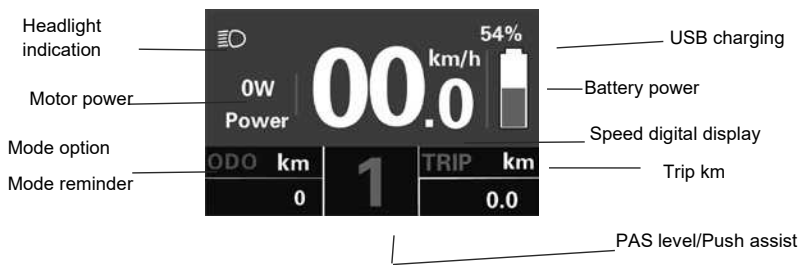 Headlight
indication
Motor power
Mode option
Mode reminder
54%
00.0 km/h
0W
Power
ODO km
0
1
TRIP km
0.0
USB charging
Battery power
Speed digital display
Trip km
PAS level/Push assist